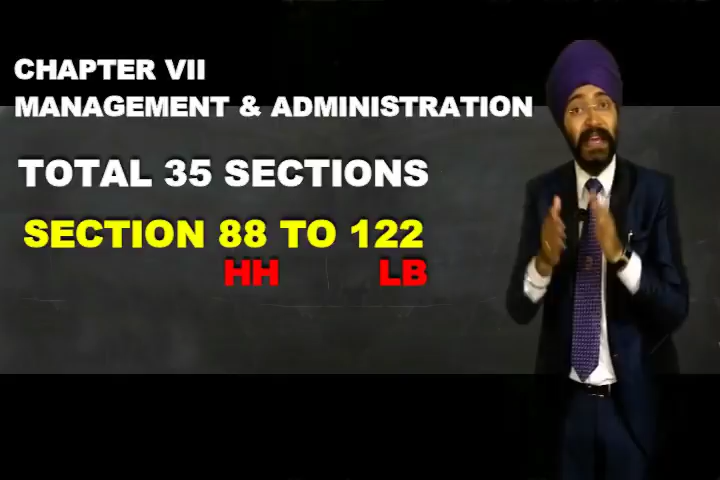 CHAPTER VII
MANAGEMENT & ADMINISTRATION
TOTAL 35 SECTIONS
SECTION 88 TO 122
HH LB